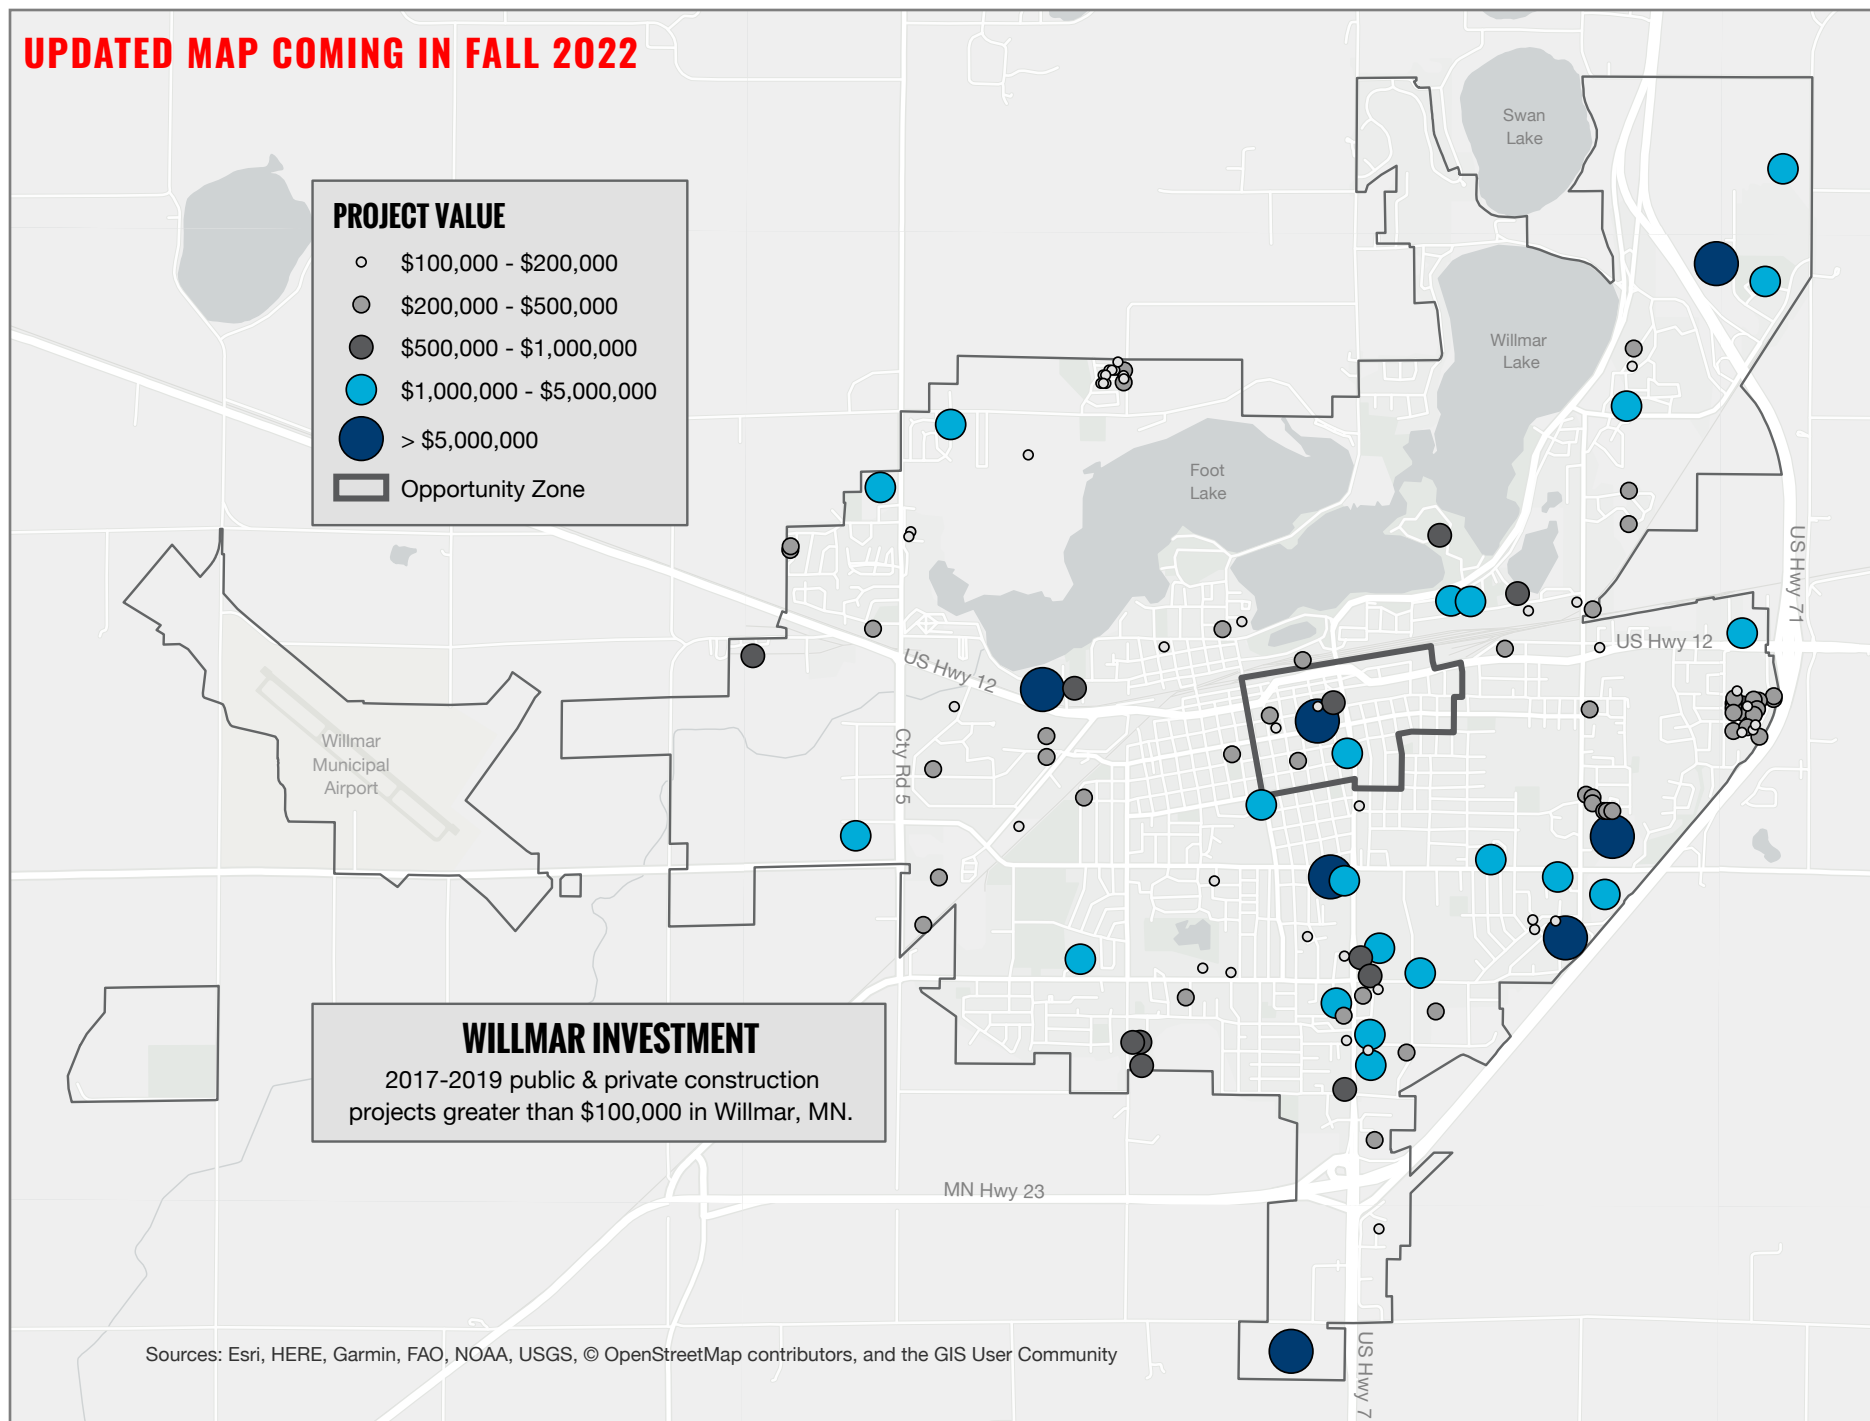 UPDATED MAP COMING IN FALL 2022
PROJECT VALUE
$100,000 - $200,000
$200,000 - $500,000
$500,000 - $1,000,000
$1,000,000 - $5,000,000
> $5,000,000
Opportunity Zone
Swan
Lake
Willmar
Lake
Foot
Lake
US Hwy 71
US Hwy 12
US Hwy 12
Cty Rd 5
Willmar
Municipal
Airport
WILLMAR INVESTMENT
2017-2019 public & private construction
projects greater than $100,000 in Willmar, MN.
MN Hwy 23
US Hwy 7
Sources: Esri, HERE, Garmin, FAO, NOAA, USGS, © OpenStreetMap contributors, and the GIS User Community